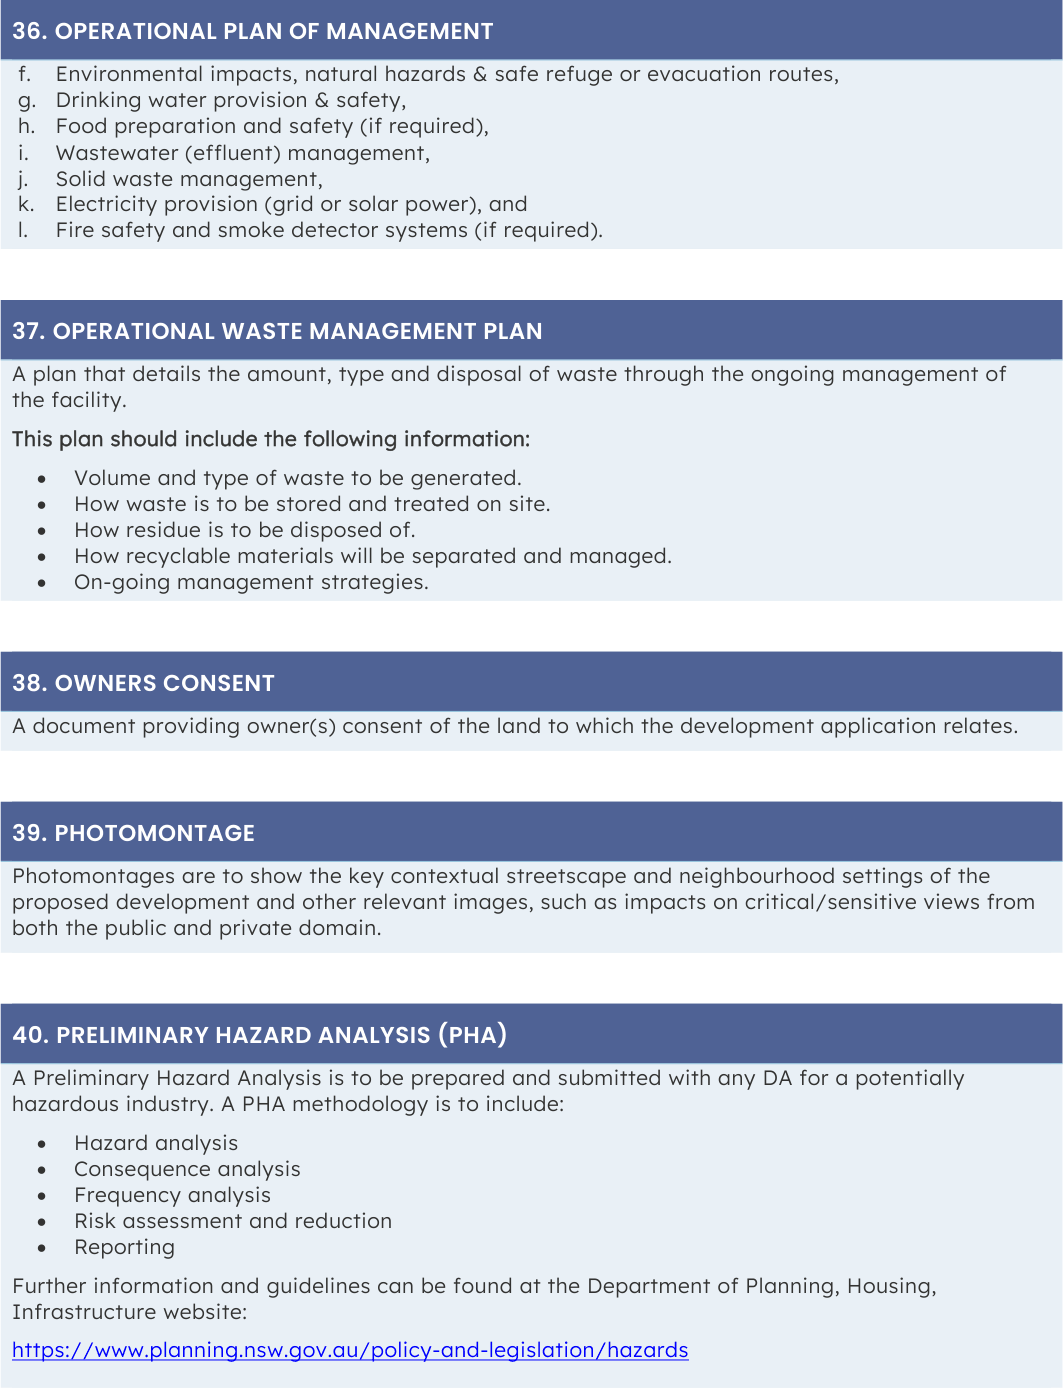 36. OPERATIONAL PLAN OF MANAGEMENT
f. Environmental impacts, natural hazards & safe refuge or evacuation routes,
g. Drinking water provision & safety,
h. Food preparation and safety (if required),
i. Wastewater (effluent) management,
j. Solid waste management,
k. Electricity provision (grid or solar power), and
l. Fire safety and smoke detector systems (if required).
37. OPERATIONAL WASTE MANAGEMENT PLAN
A plan that details the amount, type and disposal of waste through the ongoing management of
the facility.
This plan should include the following information:
• Volume and type of waste to be generated.
• How waste is to be stored and treated on site.
• How residue is to be disposed of.
• How recyclable materials will be separated and managed.
• On-going management strategies.
38. OWNERS CONSENT
A document providing owner(s) consent of the land to which the development application relates.
39. PHOTOMONTAGE
Photomontages are to show the key contextual streetscape and neighbourhood settings of the
proposed development and other relevant images, such as impacts on critical/sensitive views from
both the public and private domain.
40. PRELIMINARY HAZARD ANALYSIS (PHA)
A Preliminary Hazard Analysis is to be prepared and submitted with any DA for a potentially
hazardous industry. A PHA methodology is to include:
• Hazard analysis
• Consequence analysis
• Frequency analysis
• Risk assessment and reduction
• Reporting
Further information and guidelines can be found at the Department of Planning, Housing,
Infrastructure website:
https://www.planning.nsw.gov.au/policy-and-legislation/hazards